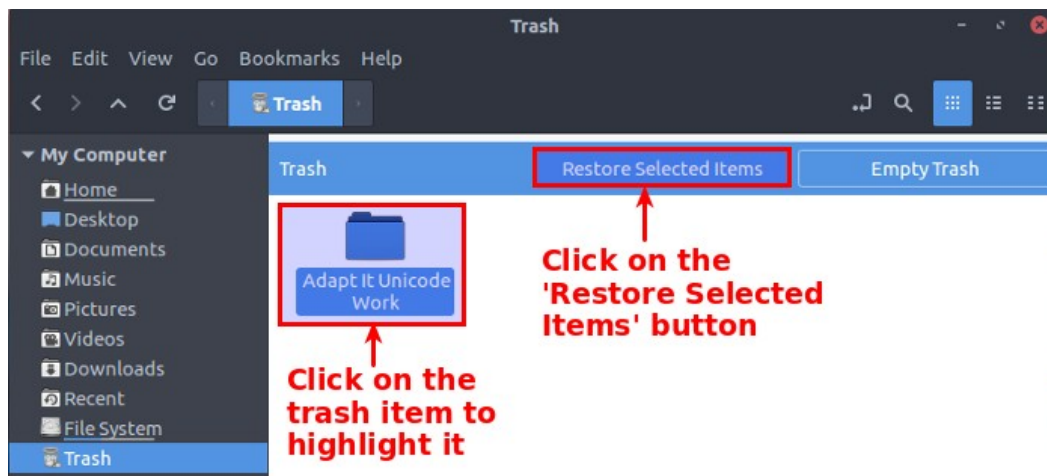 Trash
File Edit View Go Bookmarks Help
Trash
My Computer
Home
Desktop
Documents
Music
Pictures
Videos
Downloads
Recent
File System
Trash
Trash
Restore Selected Items
Empty Trash
Adapt It Unicode
Work
Click on the
trash item to
highlight it
Click on the
'Restore Selected
Items' button